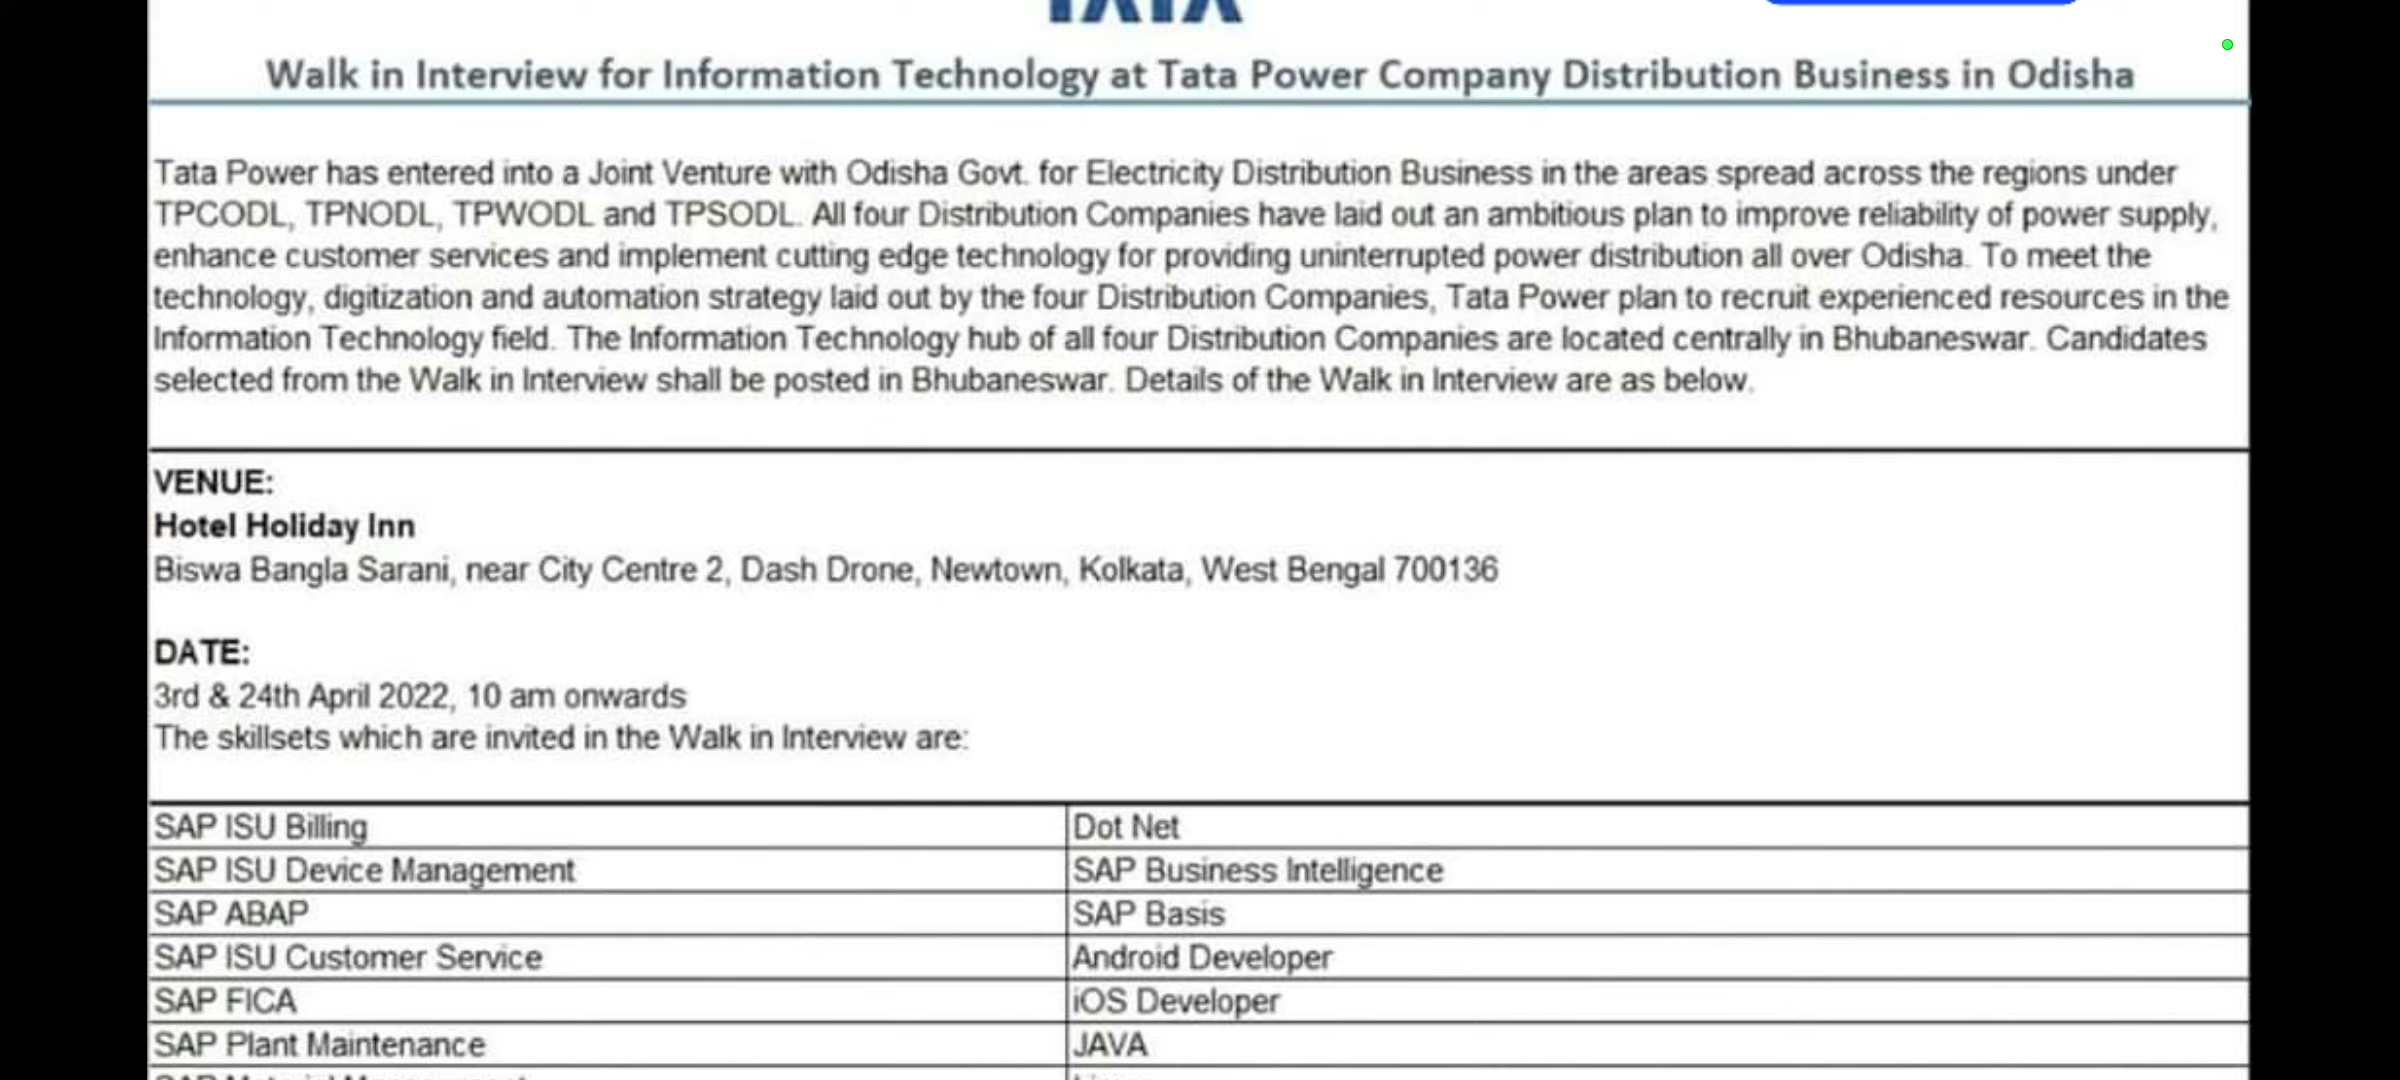 TATA
Walk in Interview for Information Technology at Tata Power Company Distribution Business in Odisha
Tata Power has entered into a Joint Venture with Odisha Govt. for Electricity Distribution Business in the areas spread across the regions under
TPCODL, TPNODL, TPWODL and TPSODL. All four Distribution Companies have laid out an ambitious plan to improve reliability of power supply,
enhance customer services and implement cutting edge technology for providing uninterrupted power distribution all over Odisha. To meet the
technology, digitization and automation strategy laid out by the four Distribution Companies, Tata Power plan to recruit experienced resources in the
Information Technology field. The Information Technology hub of all four Distribution Companies are located centrally in Bhubaneswar. Candidates
selected from the Walk in Interview shall be posted in Bhubaneswar. Details of the Walk in Interview are as below.
VENUE:
Hotel Holiday Inn
Biswa Bangla Sarani, near City Centre 2, Dash Drone, Newtown, Kolkata, West Bengal 700136
DATE:
3rd & 24th April 2022, 10 am onwards
The skillsets which are invited in the Walk in Interview are:
SAP ISU Billing Dot Net
SAP ISU Device Management SAP Business Intelligence
SAP ABAP SAP Basis
SAP ISU Customer Service Android Developer
SAP FICA iOS Developer
SAP Plant Maintenance JAVA